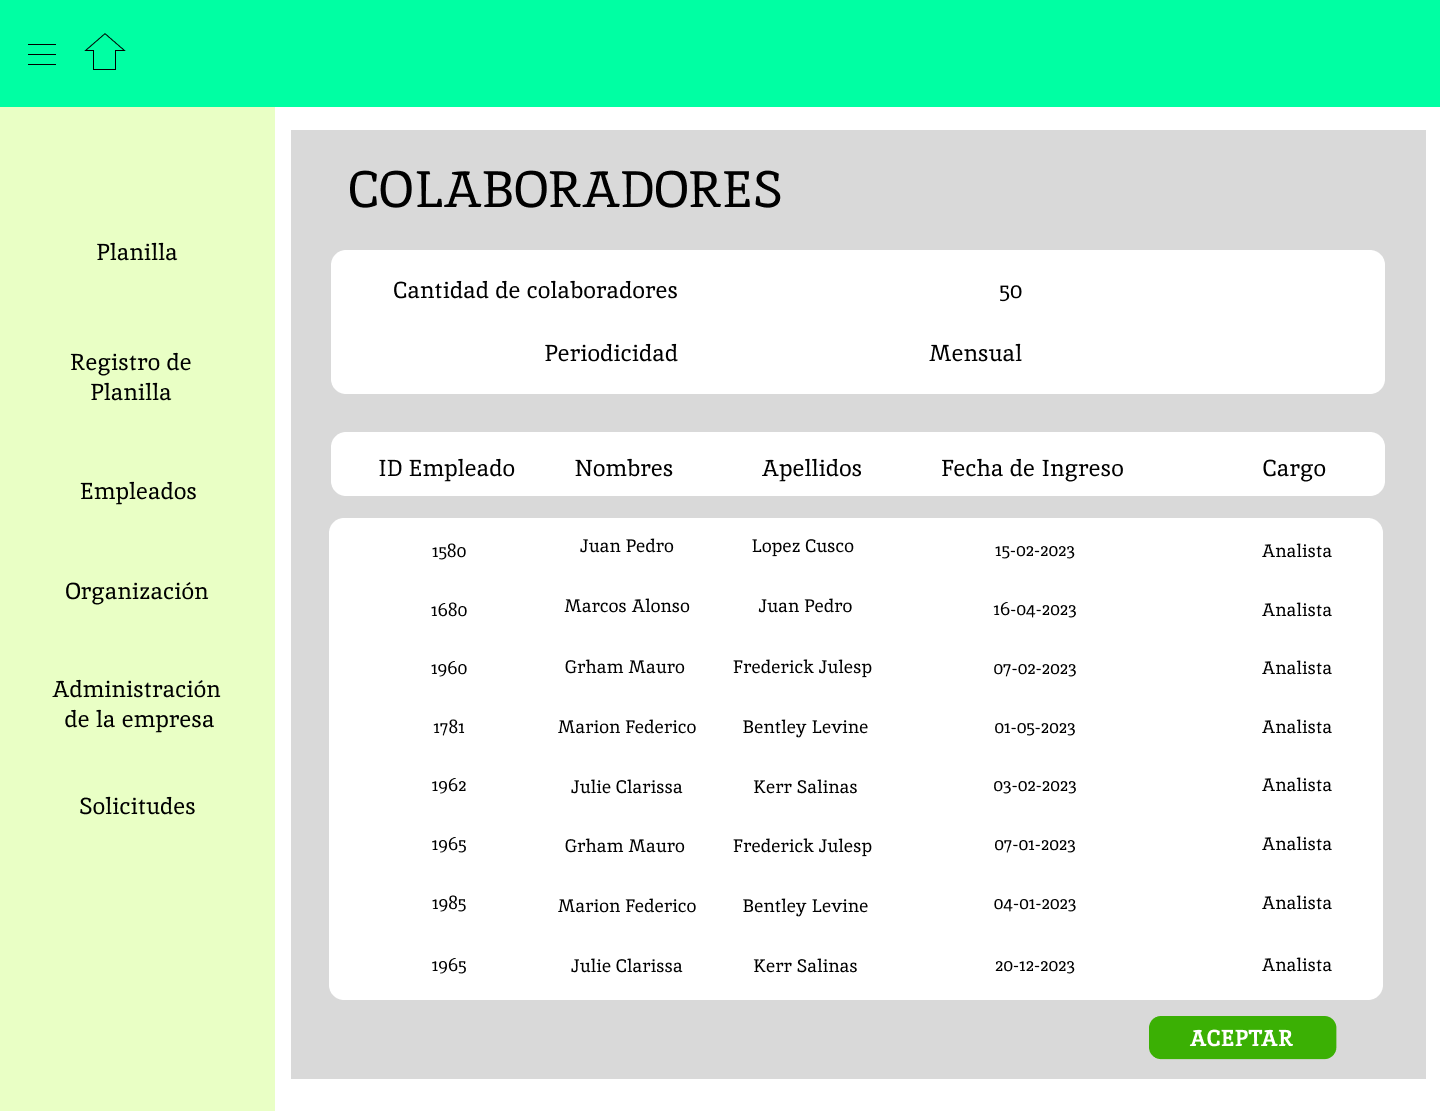 Planilla
Registro de
Planilla
Empleados
Organización
Administración
de la empresa
Solicitudes
COLABORADORES
Cantidad de colaboradores 50
Periodicidad Mensual
ID Empleado Nombres Apellidos Fecha de Ingreso Cargo
1580 Juan Pedro Lopez Cusco 15-02-2023 Analista
1680 Marcos Alonso Juan Pedro 16-04-2023 Analista
1960 Grham Mauro Frederick Julesp 07-02-2023 Analista
1781 Marion Federico Bentley Levine 01-05-2023 Analista
1962 Julie Clarissa Kerr Salinas 03-02-2023 Analista
1965 Grham Mauro Frederick Julesp 07-01-2023 Analista
1985 Marion Federico Bentley Levine 04-01-2023 Analista
1965 Julie Clarissa Kerr Salinas 20-12-2023 Analista
ACEPTAR